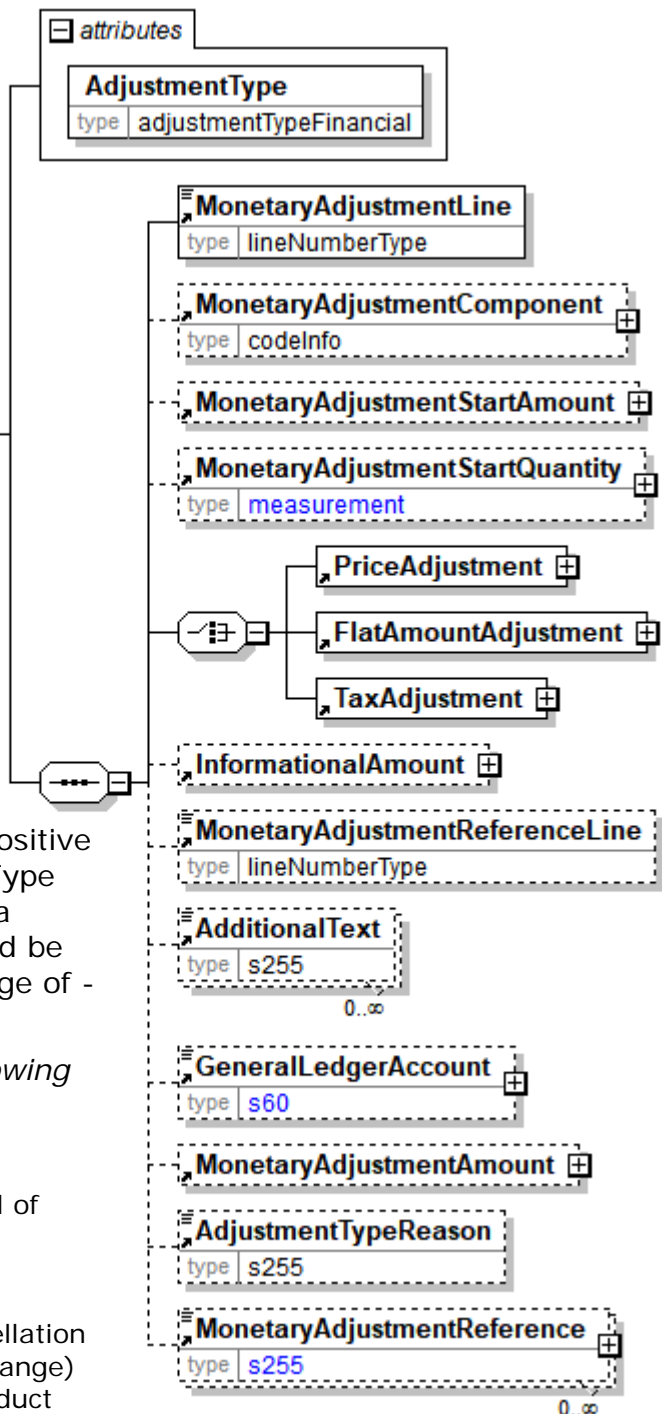 attributes
AdjustmentType
type adjustmentTypeFinancial
MonetaryAdjustmentLine
type lineNumberType
MonetaryAdjustmentComponent
type codeInfo
MonetaryAdjustmentStartAmount
MonetaryAdjustmentStartQuantity
type measurement
PriceAdjustment
FlatAmountAdjustment
TaxAdjustment
InformationalAmount
MonetaryAdjustmentReferenceLine
type lineNumberType
AdditionalText
type s255
0..∞
GeneralLedgerAccount
type s60
MonetaryAdjustmentAmount
AdjustmentTypeReason
type s255
MonetaryAdjustmentReference
type s255
0..∞
ositive
ype
a
d be
ge of -
owing
l of
ellation
ange)
duct